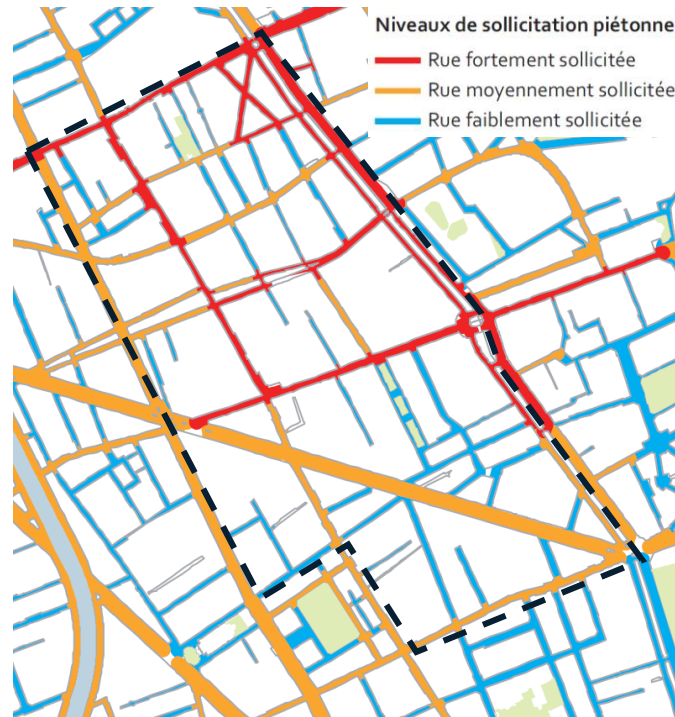 Niveaux de sollicitation piétonne
Rue fortement sollicitée
Rue moyennement sollicitée
Rue faiblement sollicitée